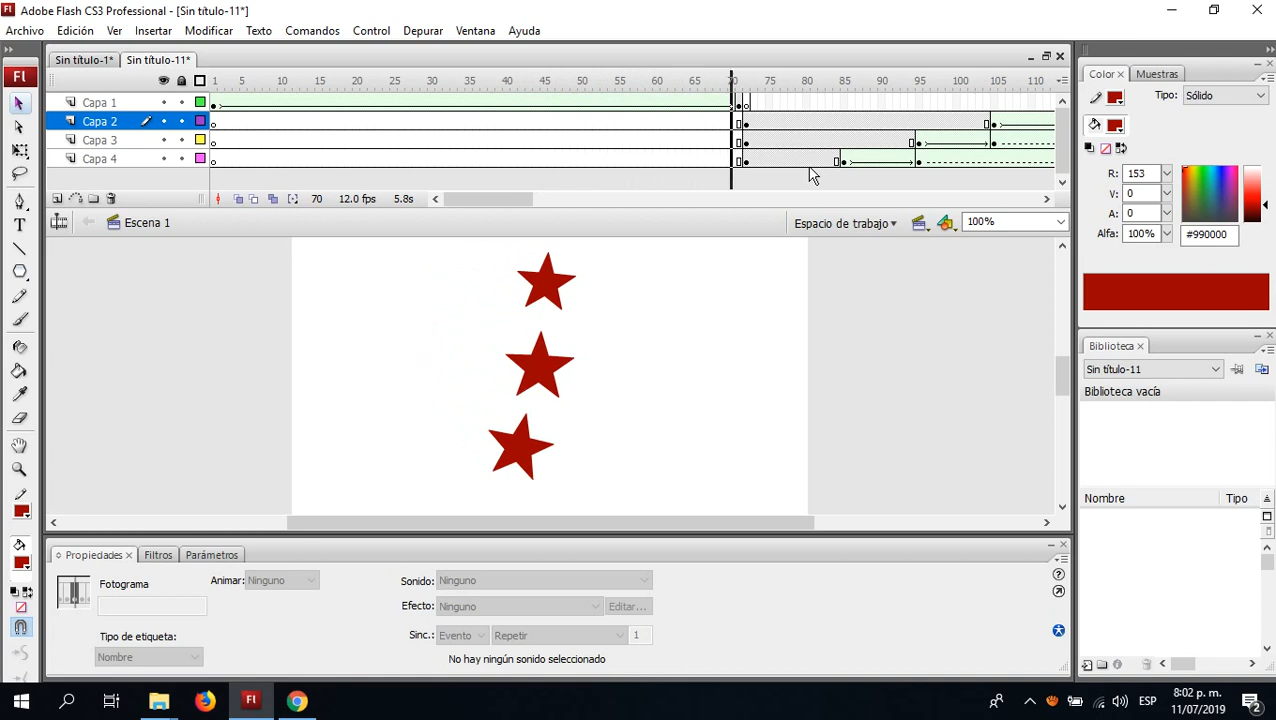 Adobe Flash CS3 Professional - [Sin título-11*]
Archivo Edición Ver Insertar Modificar Texto Comandos Control Depurar Ventana Ayuda
Sin título-1* Sin título-11*
1 5 10 15 20 25 30 35 40 45 50 55 60 65 70 75 80 85 90 95 100 105 110
Capa 1
Capa 2
Capa 3
Capa 4
70 12.0 fps 5.8s
Escena 1
Espacio de trabajo 100%
Fl
T
Color Muestras
Tipo: Sólido
R: 153
V: 0
A: 0
Alfa: 100% #990000
Biblioteca
Sin título-11
Biblioteca vacía
Nombre Tipo
Propiedades Filtros Parámetros
Fotograma
Animar: Ninguno
Sonido: Ninguno
Efecto: Ninguno Editar...
Tipo de etiqueta:
Nombre
Sinc.: Evento Repetir 1
No hay ningún sonido seleccionado
Fl
ESP
8:02 p. m.
11/07/2019
2